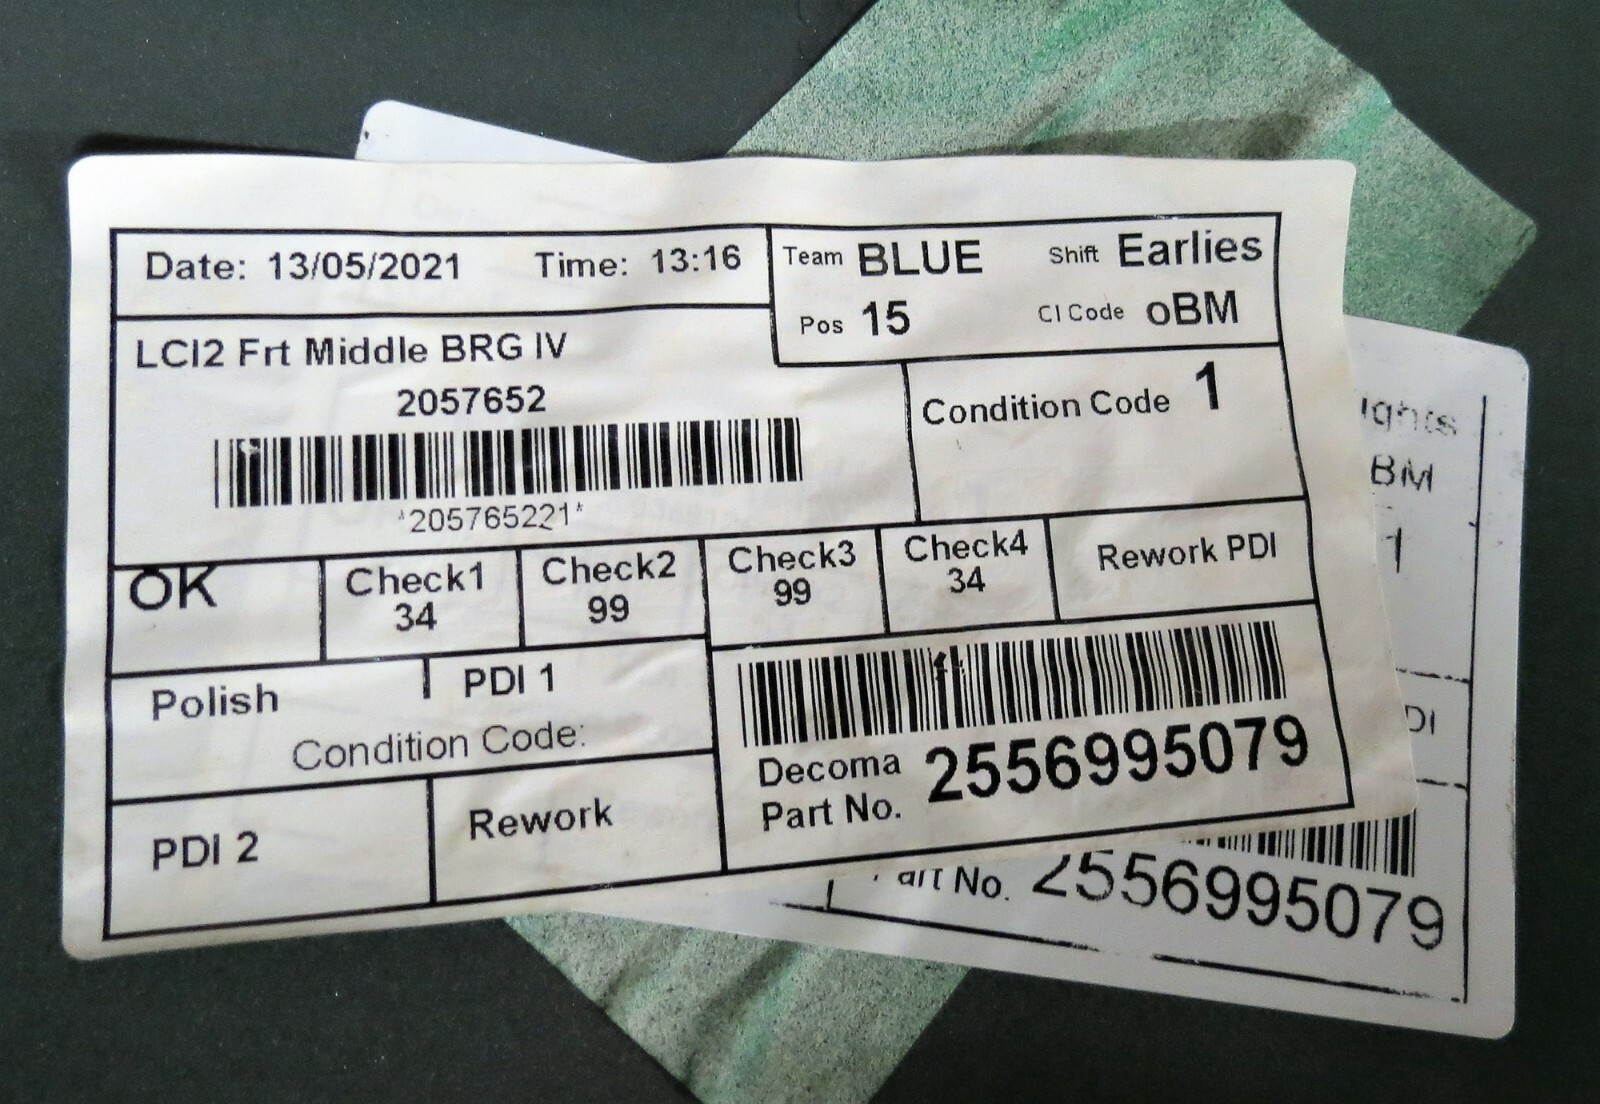 Date: 13/05/2021 Time: 13:16
Team BLUE Shift Earlies
Pos 15 CI Code oBM
LCI2 Frt Middle BRG IV
2057652
*205765221*
Condition Code 1
OK
Check1
34
Check2
99
Check3
99
Check4
34
Rework PDI
Polish
PDI 1
Condition Code:
PDI 2
Rework
Decoma
Part No. 2556995079
BM
1
DI
No. 2556995079